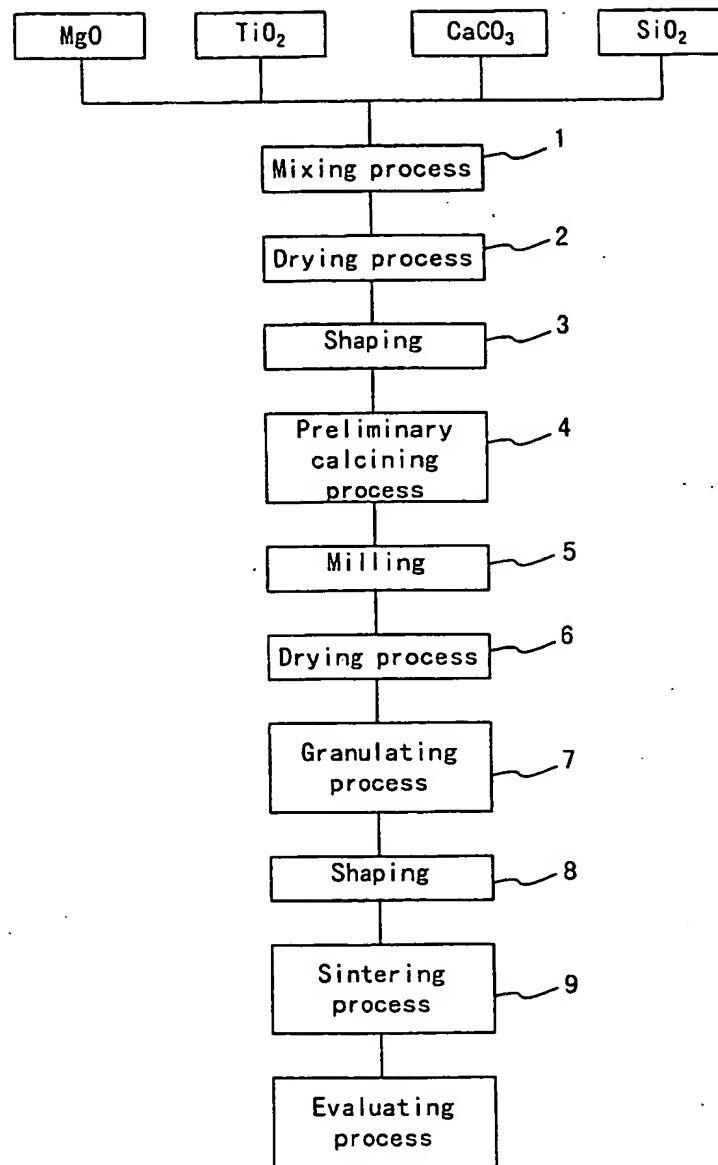 MgO
TiO₂
CaCO₃
SiO₂
Mixing process
1
Drying process
2
Shaping
3
Preliminary
calcining
process
4
Milling
5
Drying process
6
Granulating
process
7
Shaping
8
Sintering
process
9
Evaluating
process